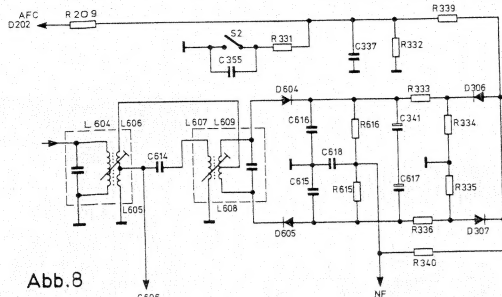 AFC
D202
R209
S2
R331
C355
C337
R332
R339
L604
L606
L607
L609
D604
C616
R616
R333
C341
D306
R334
C614
C618
C615
R615
C617
R335
L605
L608
D605
R336
D307
R340
Abb.8
NF